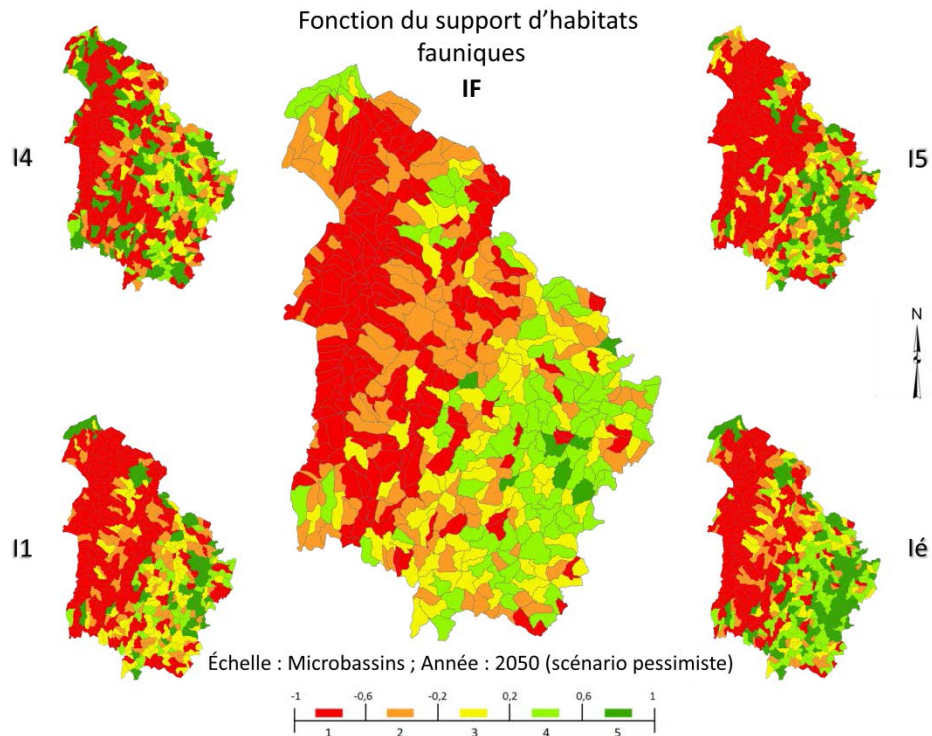 Fonction du support d’habitats
fauniques
IF
I4
I5
N
I1
Ié
Échelle : Microbassins ; Année : 2050 (scénario pessimiste)
-1 -0,6 -0,2 0,2 0,6 1
1 2 3 4 5